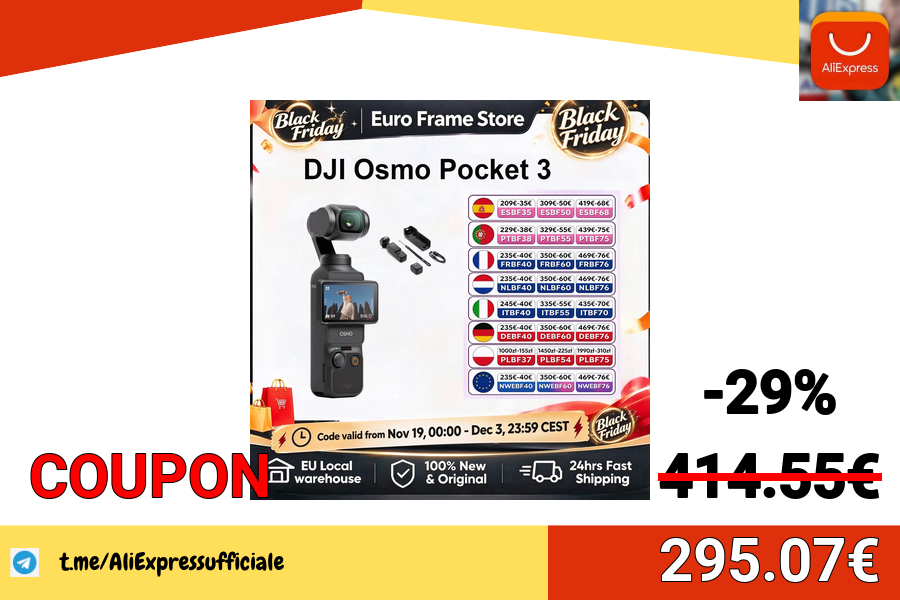 AliExpress
Black Friday
Euro Frame Store
Black Friday
DJI Osmo Pocket 3
209€-35€ 309€-50€ 419€-68€
ESBF35 ESBF50 ESBF68
229€-38€ 329€-55€ 439€-75€
PTBF38 PTBF55 PTBF75
235€-40€ 350€-60€ 469€-76€
FRBF40 FRBF60 FRBF76
235€-40€ 350€-60€ 469€-76€
NLBF40 NLBF60 NLBF76
245€-40€ 335€-55€ 435€-70€
ITBF40 ITBF55 ITBF70
235€-40€ 350€-60€ 469€-76€
DEBF40 DEBF60 DEBF76
1000zł-155zł 1450zł-225zł 1990zł-310zł
PLBF37 PLBF54 PLBF75
235€-40€ 350€-60€ 469€-76€
NWEBF40 NWEBF60 NWEBF76
OSMO
Code valid from Nov 19, 00:00 - Dec 3, 23:59 CEST
Black Friday
EU Local warehouse
100% New & Original
24hrs Fast Shipping
COUPON
-29%
414.55€
295.07€
t.me/AliExpressufficiale